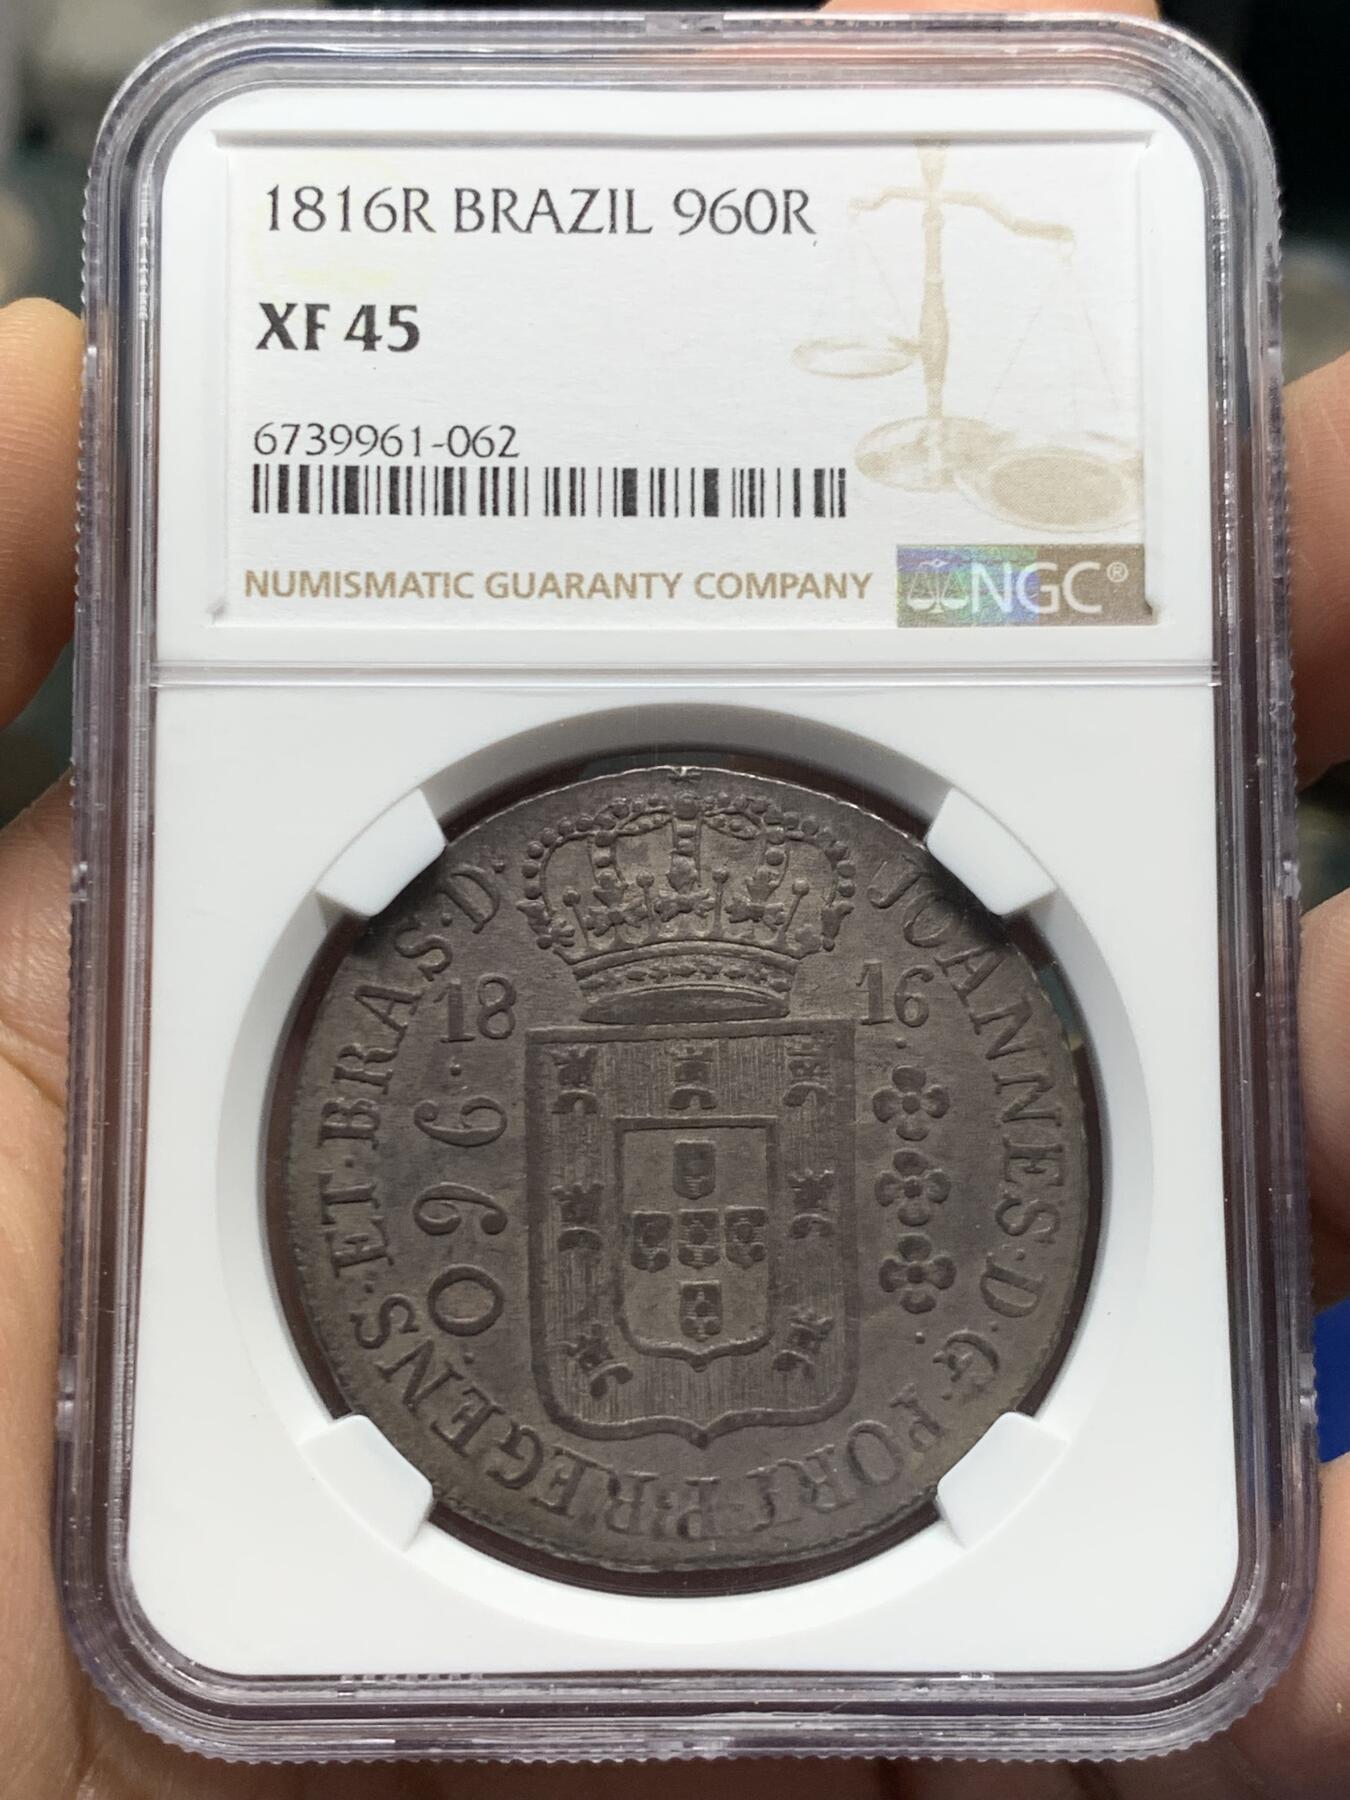 1816R BRAZIL 960R
XF 45
6739961-062
NUMISMATIC GUARANTY COMPANY
NGC®
JOANNES·D·G·PORT·P·REGENS·ET·BRAS·D·
18 16
960